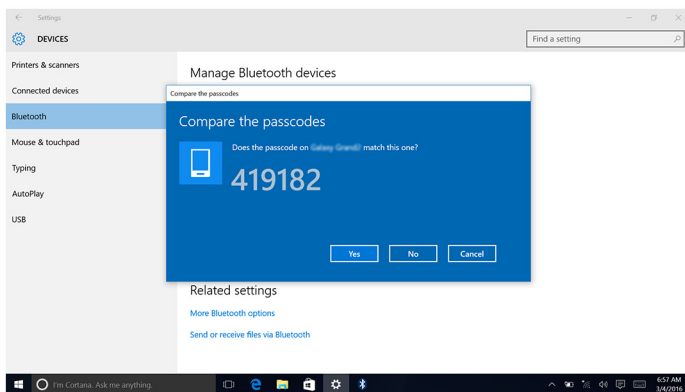 Settings
DEVICES
Find a setting
Printers & scanners
Connected devices
Bluetooth
Mouse & touchpad
Typing
AutoPlay
USB
Manage Bluetooth devices
Compare the passcodes
Compare the passcodes
Does the passcode on Galaxy Grand2 match this one?
419182
Yes No Cancel
Related settings
More Bluetooth options
Send or receive files via Bluetooth
I'm Cortana. Ask me anything.
6:57 AM
3/4/2016